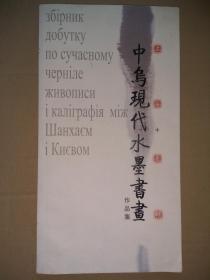 збірник
добутку
по сучасному
черніле
живописи
і каліграфія між
Шанхаєм
і Києвом
中烏現代水墨書畫
作品集